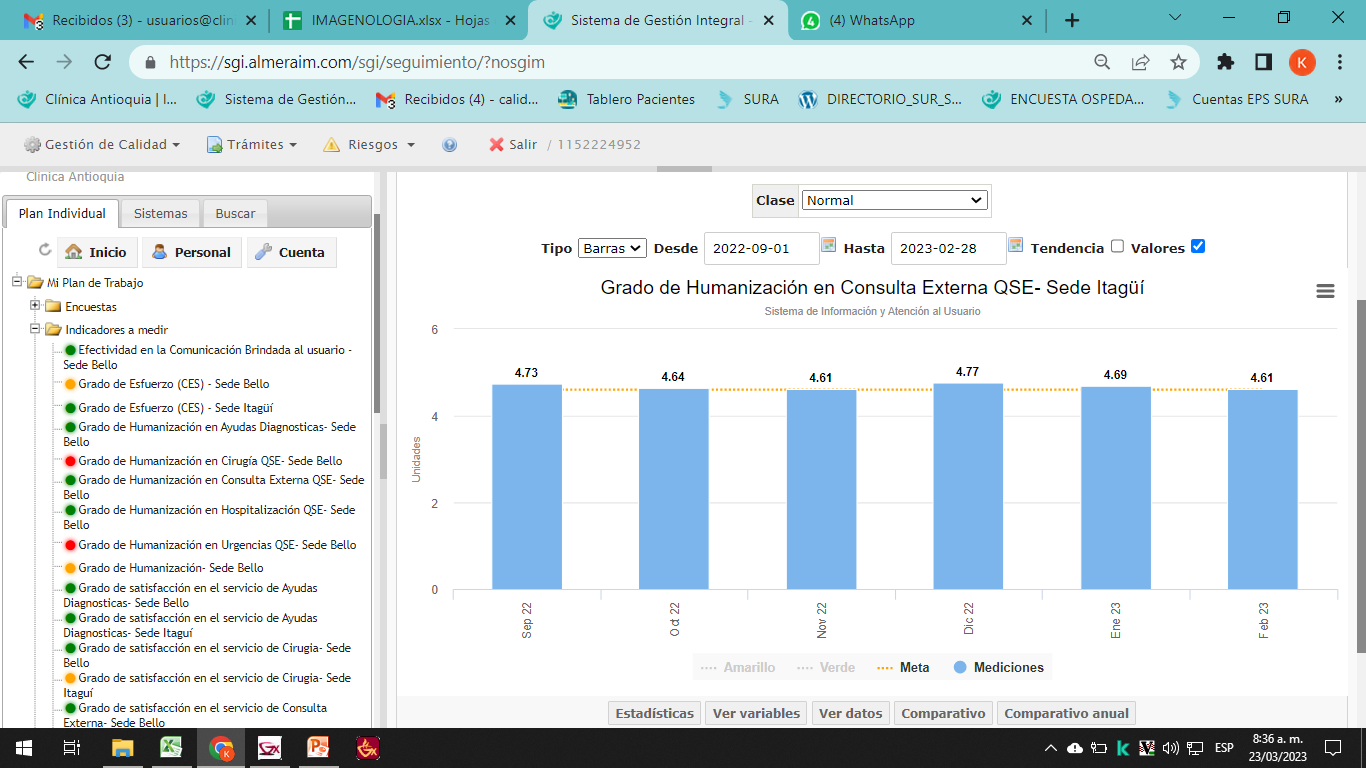 Recibidos (3) - usuarios@clin
IMAGENOLOGIA.xlsx - Hojas
Sistema de Gestión Integral -
(4) WhatsApp
https://sgi.almeraim.com/sgi/seguimiento/?nosgim
K
Clínica Antioquia | I...
Sistema de Gestión...
Recibidos (4) - calid...
Tablero Pacientes
SURA
DIRECTORIO_SUR_S...
ENCUESTA OSPEDA...
Cuentas EPS SURA
»
Gestión de Calidad
Trámites
Riesgos
Salir / 1152224952
Clínica Antioquia
Plan Individual
Sistemas
Buscar
Inicio
Personal
Cuenta
Mi Plan de Trabajo
Encuestas
Indicadores a medir
Efectividad en la Comunicación Brindada al usuario -
Sede Bello
Grado de Esfuerzo (CES) - Sede Bello
Grado de Esfuerzo (CES) - Sede Itagüí
Grado de Humanización en Ayudas Diagnosticas- Sede
Bello
Grado de Humanización en Cirugía QSE- Sede Bello
Grado de Humanización en Consulta Externa QSE- Sede
Bello
Grado de Humanización en Hospitalización QSE- Sede
Bello
Grado de Humanización en Urgencias QSE- Sede Bello
Grado de Humanización- Sede Bello
Grado de satisfacción en el servicio de Ayudas
Diagnosticas- Sede Bello
Grado de satisfacción en el servicio de Ayudas
Diagnosticas- Sede Itaguí
Grado de satisfacción en el servicio de Cirugia- Sede
Bello
Grado de satisfacción en el servicio de Cirugia- Sede
Itaguí
Grado de satisfacción en el servicio de Consulta
Externa- Sede Bello
Clase Normal
Tipo Barras Desde 2022-09-01 Hasta 2023-02-28 Tendencia Valores
Grado de Humanización en Consulta Externa QSE- Sede Itagüí
Sistema de Información y Atención al Usuario
Unidades
6
4
2
0
4.73
4.64
4.61
4.77
4.69
4.61
Sep 22
Oct 22
Nov 22
Dic 22
Ene 23
Feb 23
Amarillo
Verde
Meta
Mediciones
Estadísticas
Ver variables
Ver datos
Comparativo
Comparativo anual
ESP
8:36 a. m.
23/03/2023